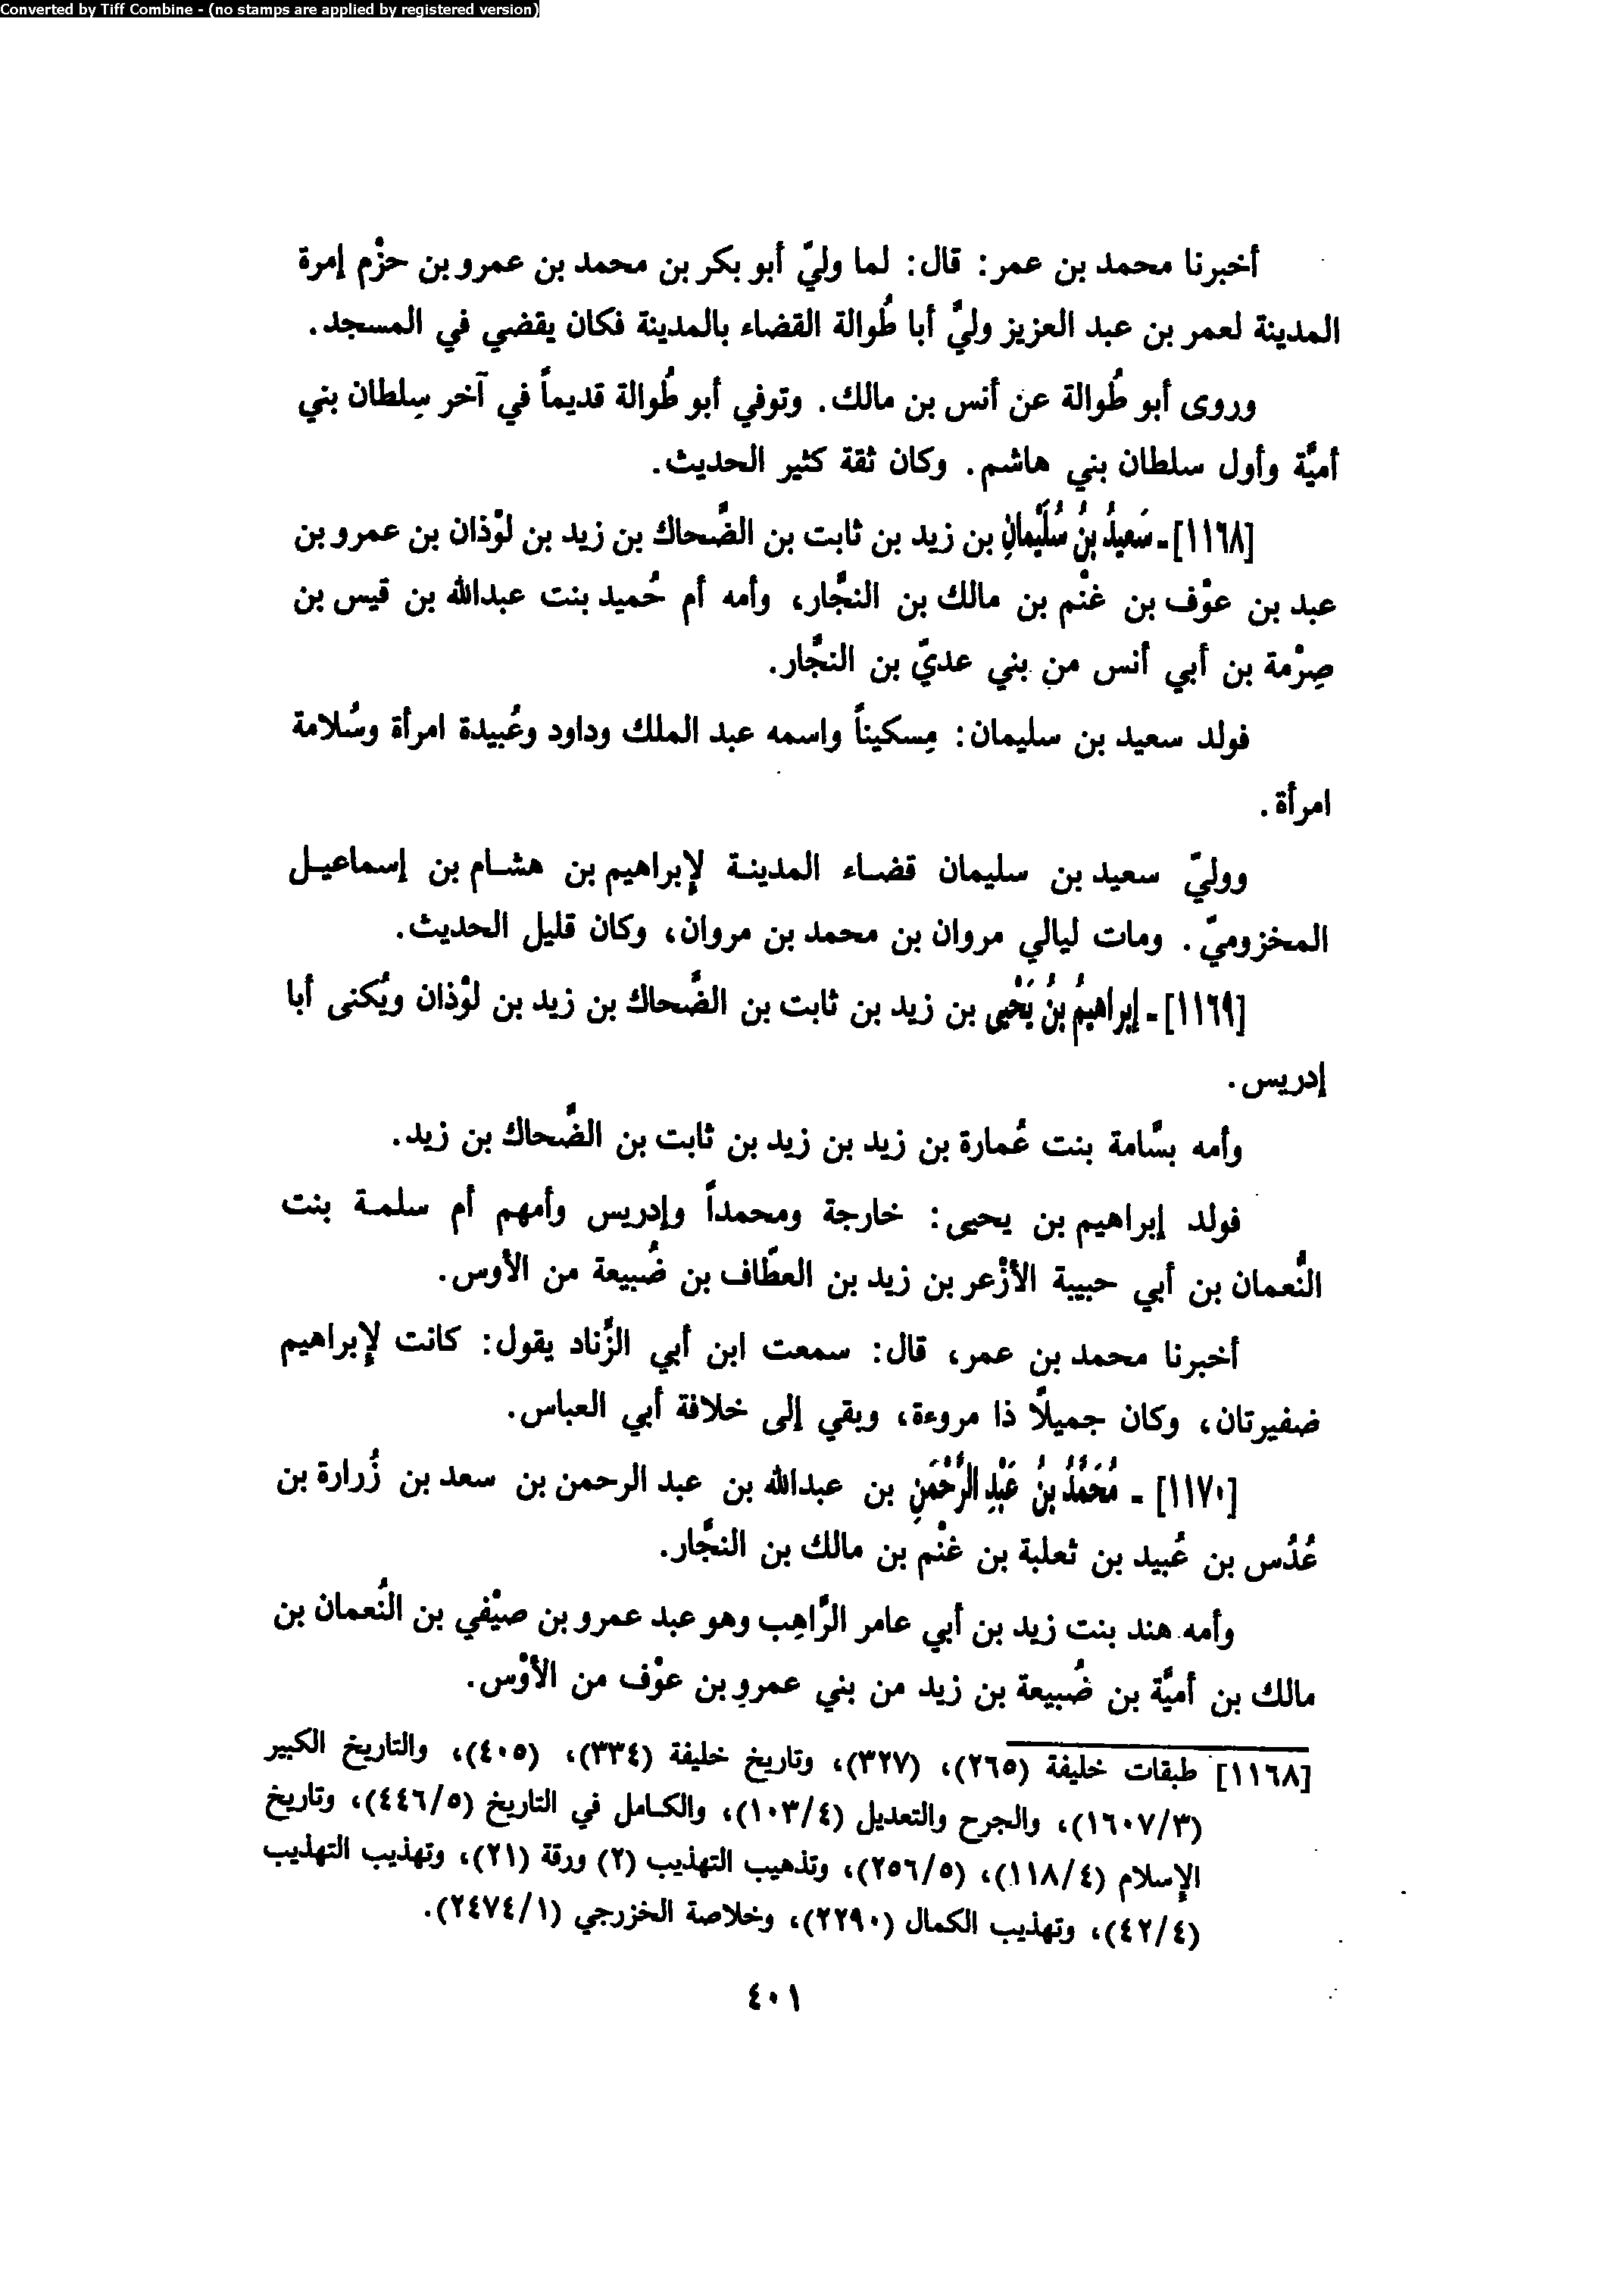 Converted by Tiff Combine - (no stamps are applied by registered version)
أخبرنا محمد بن عمر: قال: لما وليّ أبو بكر بن محمد بن عمرو بن حزْم إمرة
المدينة لعمر بن عبد العزيز وليَّ أبا طُوالة القضاء بالمدينة فكان يقضي في المسجد.
وروى أبو طُوالة عن أنس بن مالك. وتوفي أبو طُوالة قديماً في آخر سِلطان بني
أميَّة وأول سلطان بني هاشم. وكان ثقة كثير الحديث.
[١١٦٨]- سَعيدُ بنُ سُلَيْمانِ بن زيد بن ثابت بن الضَّحاك بن زيد بن لوْذان بن عمرو بن
عبد بن عوْف بن غنْم بن مالك بن النجَّار، وأمه أم حُميد بنت عبدالله بن قيس بن
صِرْمة بن أبي أنس من بني عديّ بن النجَّار.
فولد سعيد بن سليمان: مِسكيناً واسمه عبد الملك وداود وعُبيدة امرأة وسُلامة
امرأة.
ووليّ سعيد بن سليمان قضاء المدينة لإبراهيم بن هشام بن إسماعيل
المخزوميّ. ومات ليالي مروان بن محمد بن مروان، وكان قليل الحديث.
[١١٦٩]- إبراهيمُ بنُ يَحْيى بن زيد بن ثابت بن الضَّحاك بن زيد بن لوْذان ويُكنى أبا
إدريس.
وأمه بسَّامة بنت عُمارة بن زيد بن زيد بن ثابت بن الضَّحاك بن زيد.
فولد إبراهيم بن يحيى: خارجة ومحمداً وإدريس وأمهم أم سلمة بنت
النُّعمان بن أبي حبيبة الأزْعر بن زيد بن العطّاف بن ضُبيعة من الأوس.
أخبرنا محمد بن عمر، قال: سمعت ابن أبي الزَّناد يقول: كانت لإبراهيم
ضفيرتان، وكان جميلاً ذا مروءة، وبقي إلى خلافة أبي العباس.
[١١٧٠] - مُحَمَّدُ بنُ عَبْدِ الرَّحْمَنِ بن عبدالله بن عبد الرحمن بن سعد بن زُرارة بن
عُدُس بن عُبيد بن ثعلبة بن غنْم بن مالك بن النجَّار.
وأمه هند بنت زيد بن أبي عامر الرَّاهِب وهو عبد عمرو بن صيْفي بن النُعمان بن
مالك بن أميَّة بن ضُبيعة بن زيد من بني عمرو بن عوْف من الأوْس.
[١١٦٨] طبقات خليفة (٢٦٥)، (٣٢٧)، وتاريخ خليفة (٣٣٤)، (٤٠٥)، والتاريخ الكبير
(١٦٠٧/٣)، والجرح والتعديل (١٠٣/٤)، والكامل في التاريخ (٤٤٦/٥)، وتاريخ
الإسلام (١١٨/٤)، (٢٥٦/٥)، وتذهيب التهذيب (٢) ورقة (٢١)، وتهذيب التهذيب
(٤٢/٤)، وتهذيب الكمال (٢٢٩٠)، وخلاصة الخزرجي (٢٤٧٤/١).
٤٠١